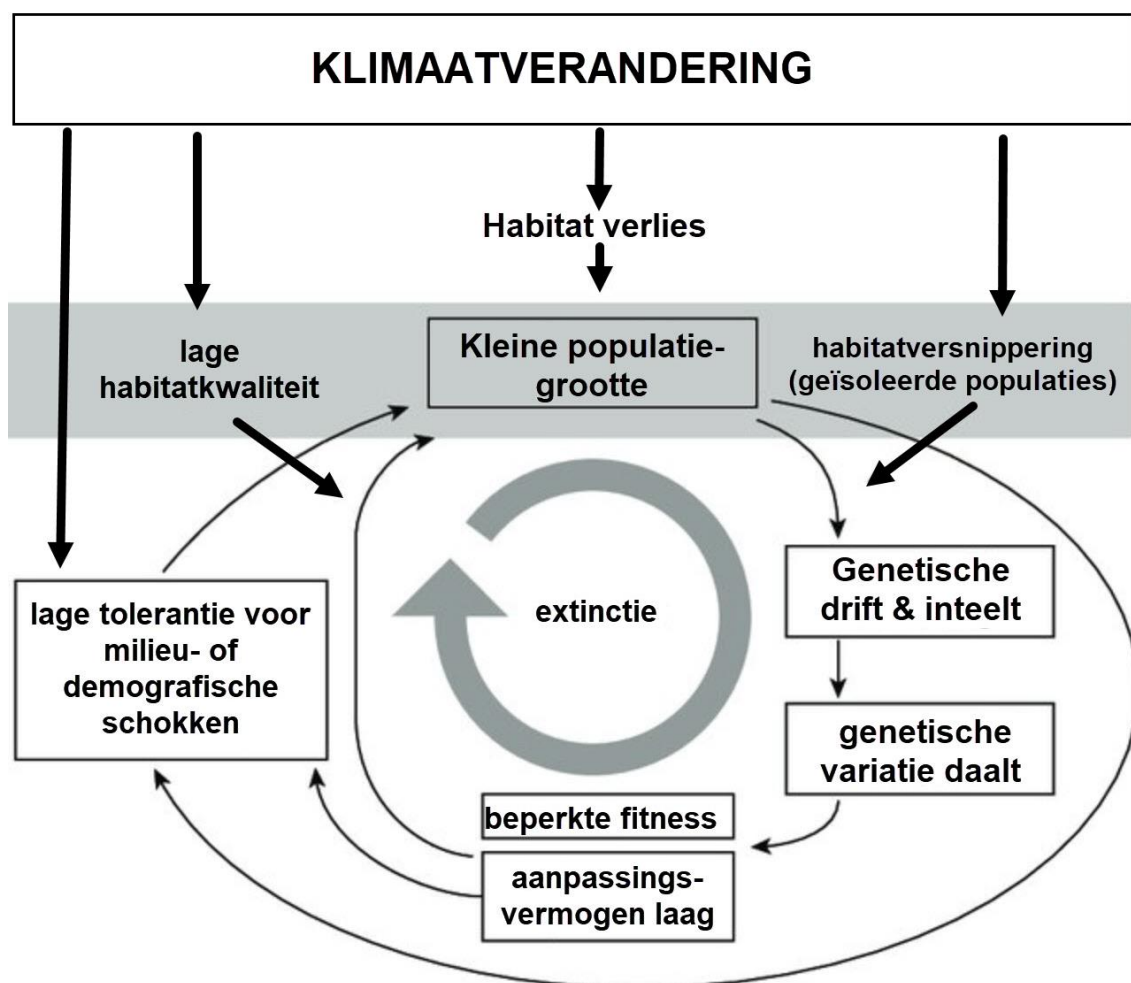 KLIMAATVERANDERING
Habitat verlies
lage
habitatkwaliteit
Kleine populatie-
grootte
habitatversnippering
(geïsoleerde populaties)
Genetische
drift & inteelt
extinctie
lage tolerantie voor
milieu- of
demografische
schokken
genetische
variatie daalt
beperkte fitness
aanpassings-
vermogen laag